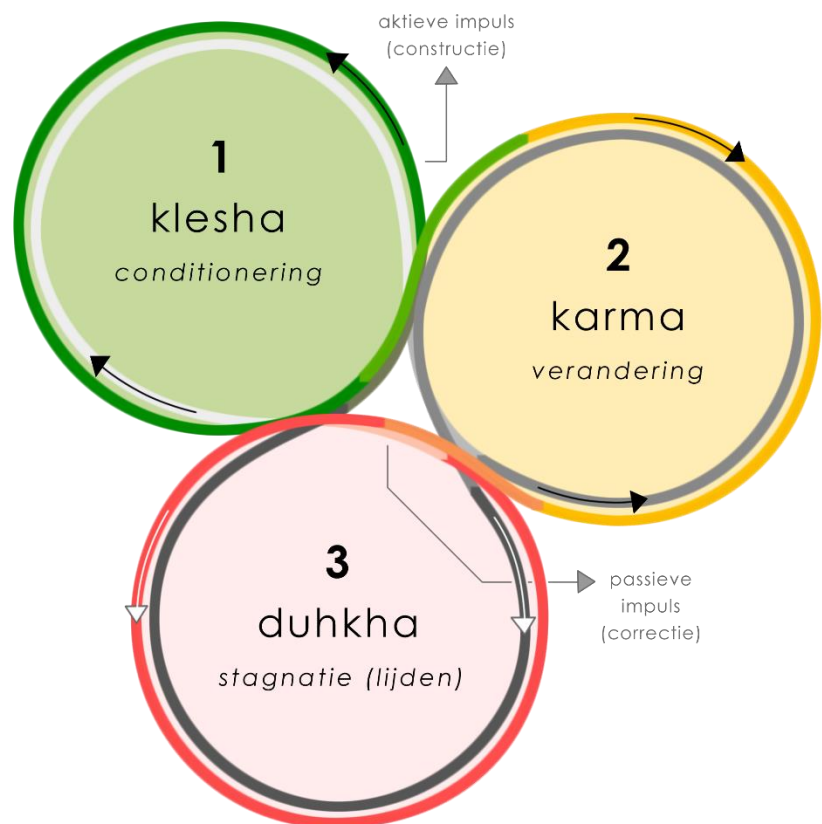 aktieve impuls
(constructie)
1
klesha
conditionering
2
karma
verandering
3
duhkha
stagnatie (lijden)
passieve
impuls
(correctie)